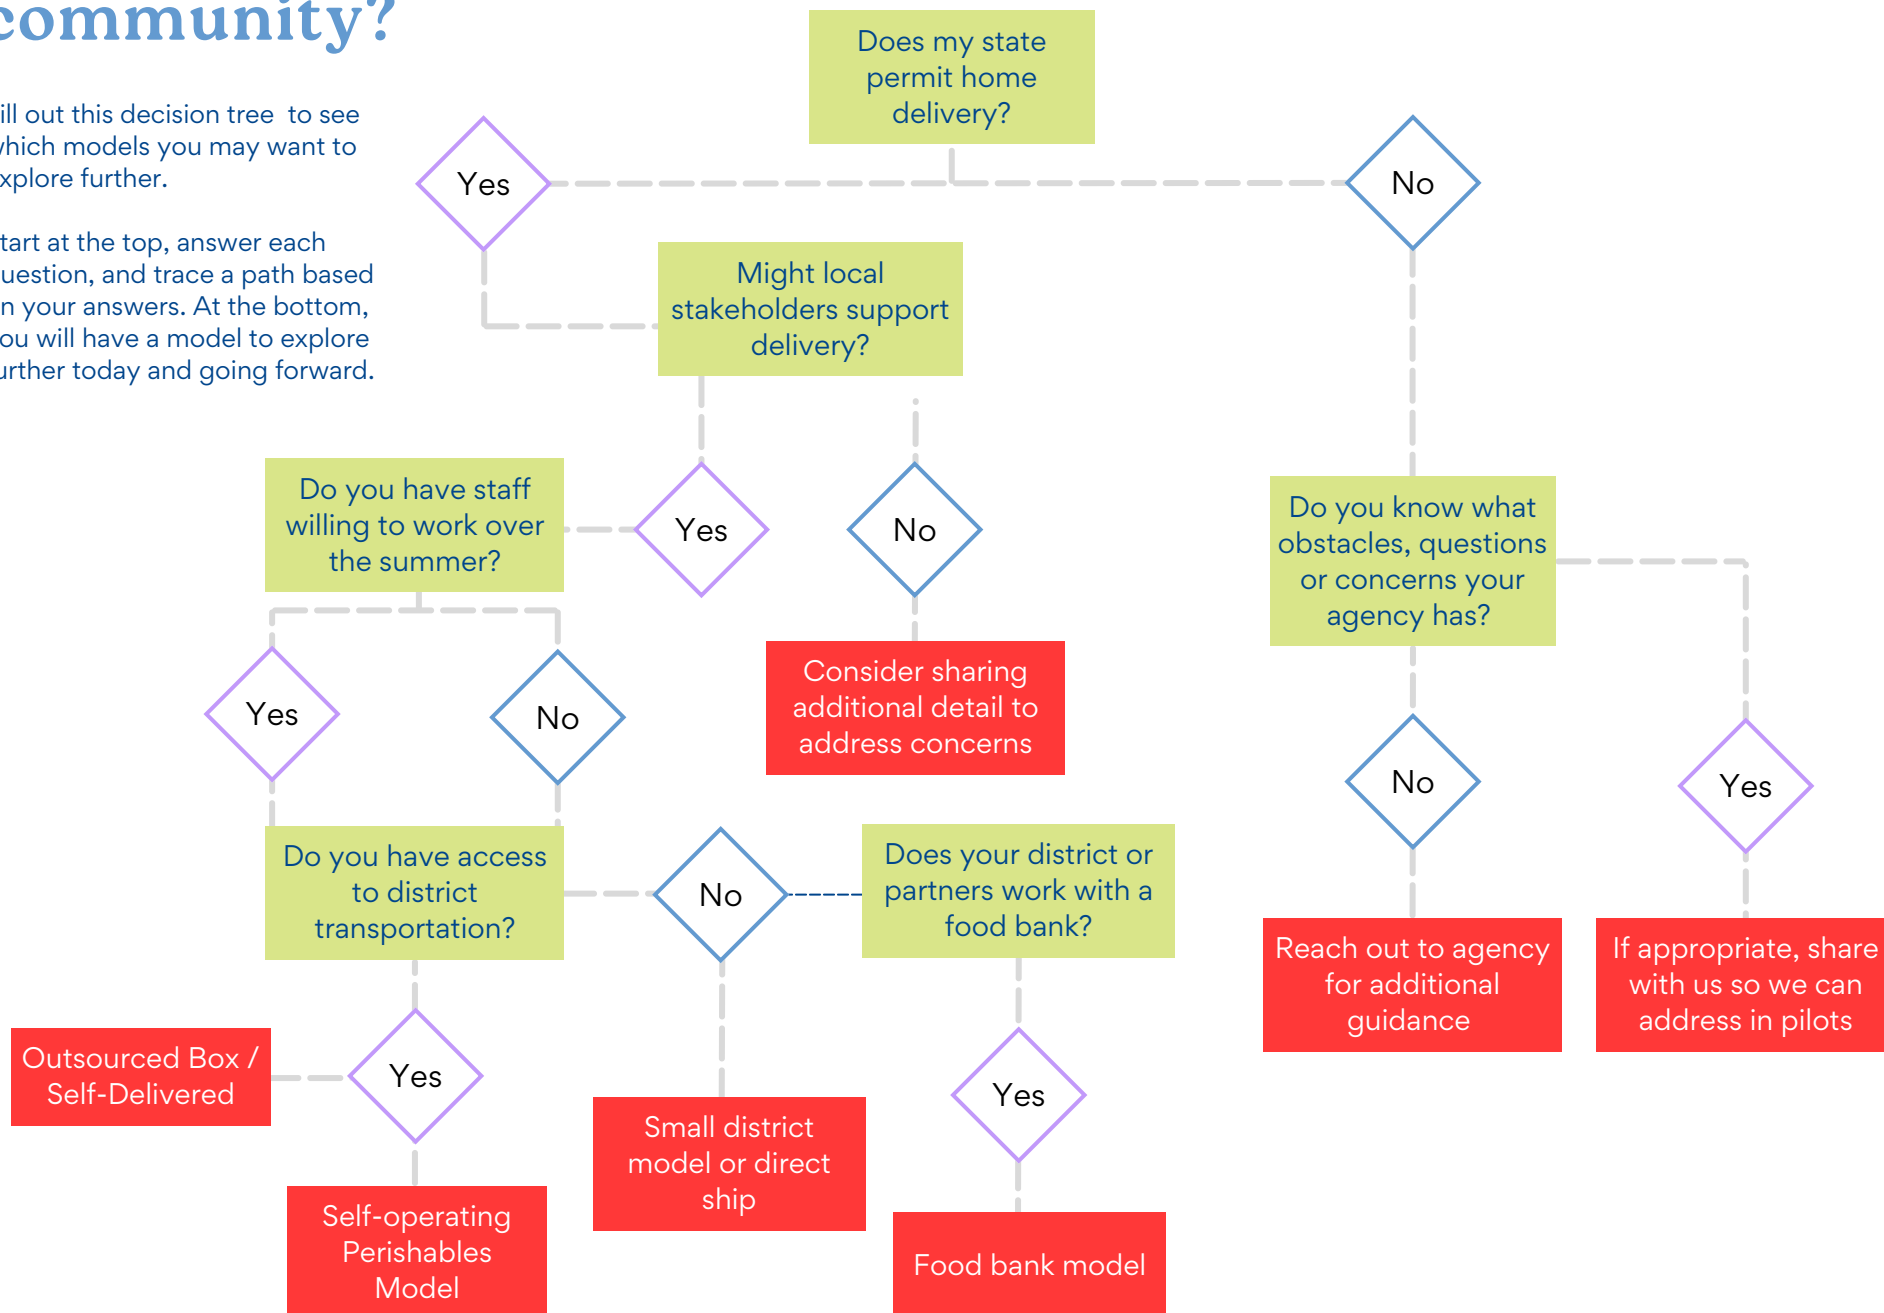 community?
ill out this decision tree to see
which models you may want to
explore further.
tart at the top, answer each
uestion, and trace a path based
n your answers. At the bottom,
ou will have a model to explore
urther today and going forward.
Does my state
permit home
delivery?
Yes
No
Might local
stakeholders support
delivery?
Do you have staff
willing to work over
the summer?
Yes
No
Do you know what
obstacles, questions
or concerns your
agency has?
Yes
No
Consider sharing
additional detail to
address concerns
No
Yes
Do you have access
to district
transportation?
No
Does your district or
partners work with a
food bank?
Reach out to agency
for additional
guidance
If appropriate, share
with us so we can
address in pilots
Outsourced Box /
Self-Delivered
Yes
Yes
Small district
model or direct
ship
Self-operating
Perishables
Model
Food bank model